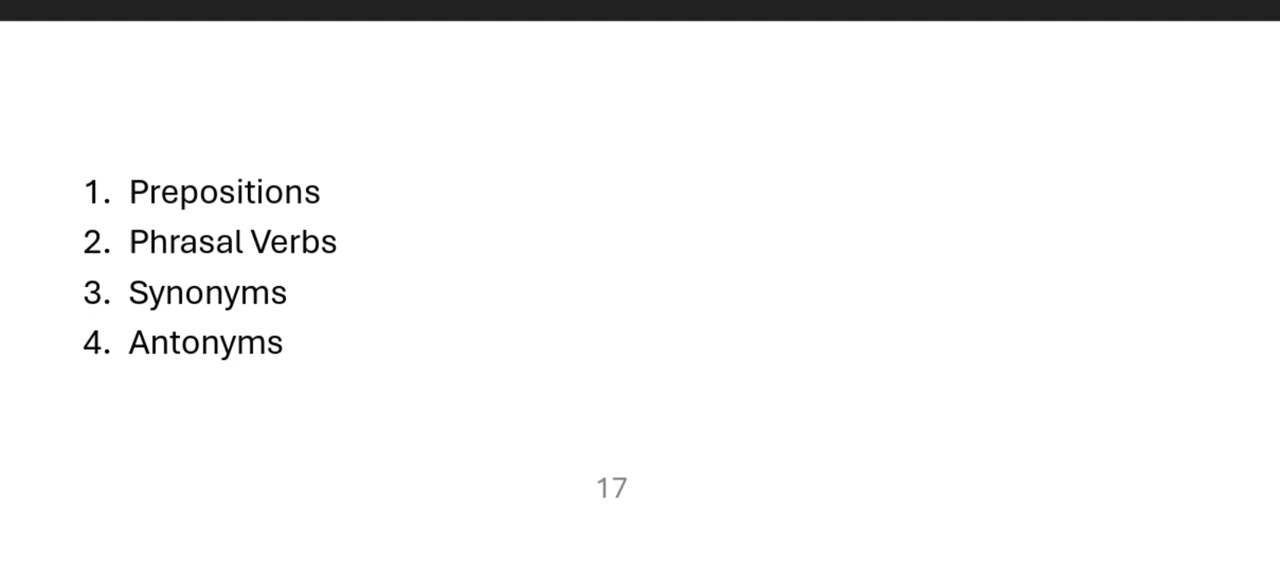 1. Prepositions
2. Phrasal Verbs
3. Synonyms
4. Antonyms
17